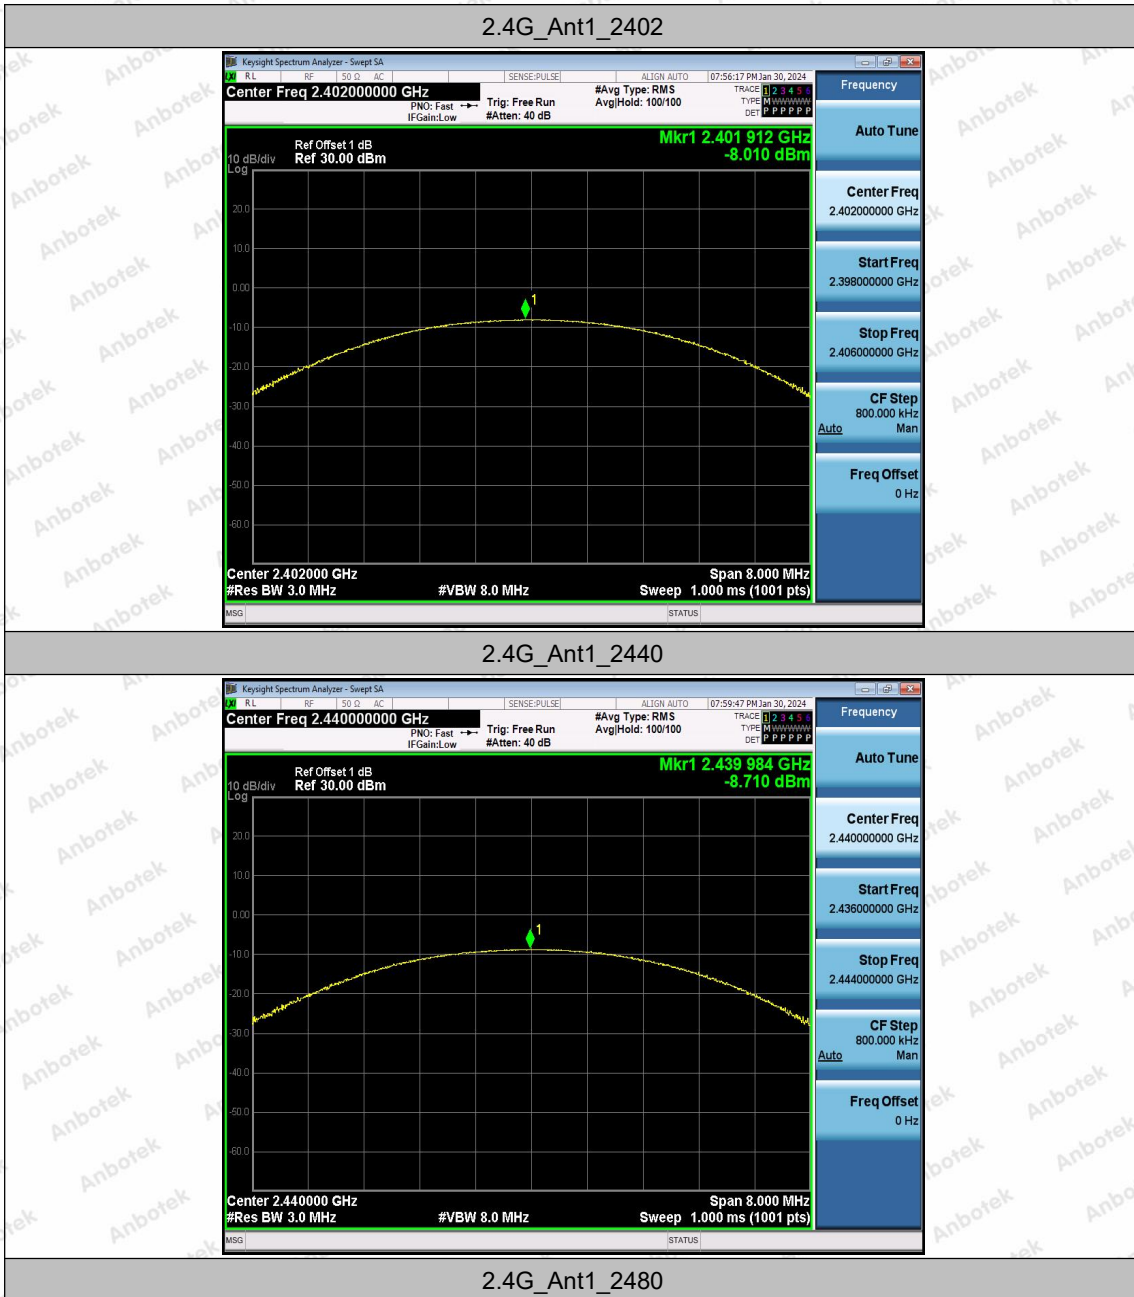 2.4G_Ant1_2402
Keysight Spectrum Analyzer - Swept SA
LXI RL RF 50 Ω AC SENSE:PULSE ALIGN AUTO 07:56:17 PM Jan 30, 2024
Center Freq 2.402000000 GHz
PNO: Fast
IFGain:Low
Trig: Free Run
#Atten: 40 dB
#Avg Type: RMS
Avg|Hold: 100/100
TRACE 1 2 3 4 5 6
TYPE M WWWWW
DET P P P P P P
Frequency
Mkr1 2.401 912 GHz
-8.010 dBm
Ref Offset 1 dB
10 dB/div Ref 30.00 dBm
Log
20.0
10.0
0.00
-10.0
-20.0
-30.0
-40.0
-50.0
-60.0
1
Center 2.402000 GHz Span 8.000 MHz
#Res BW 3.0 MHz #VBW 8.0 MHz Sweep 1.000 ms (1001 pts)
MSG STATUS
Auto Tune
Center Freq
2.402000000 GHz
Start Freq
2.398000000 GHz
Stop Freq
2.406000000 GHz
CF Step
800.000 kHz
Auto Man
Freq Offset
0 Hz
2.4G_Ant1_2440
Keysight Spectrum Analyzer - Swept SA
LXI RL RF 50 Ω AC SENSE:PULSE ALIGN AUTO 07:59:47 PM Jan 30, 2024
Center Freq 2.440000000 GHz
PNO: Fast
IFGain:Low
Trig: Free Run
#Atten: 40 dB
#Avg Type: RMS
Avg|Hold: 100/100
TRACE 1 2 3 4 5 6
TYPE M WWWWW
DET P P P P P P
Frequency
Mkr1 2.439 984 GHz
-8.710 dBm
Ref Offset 1 dB
10 dB/div Ref 30.00 dBm
Log
20.0
10.0
0.00
-10.0
-20.0
-30.0
-40.0
-50.0
-60.0
1
Center 2.440000 GHz Span 8.000 MHz
#Res BW 3.0 MHz #VBW 8.0 MHz Sweep 1.000 ms (1001 pts)
MSG STATUS
Auto Tune
Center Freq
2.440000000 GHz
Start Freq
2.436000000 GHz
Stop Freq
2.444000000 GHz
CF Step
800.000 kHz
Auto Man
Freq Offset
0 Hz
2.4G_Ant1_2480